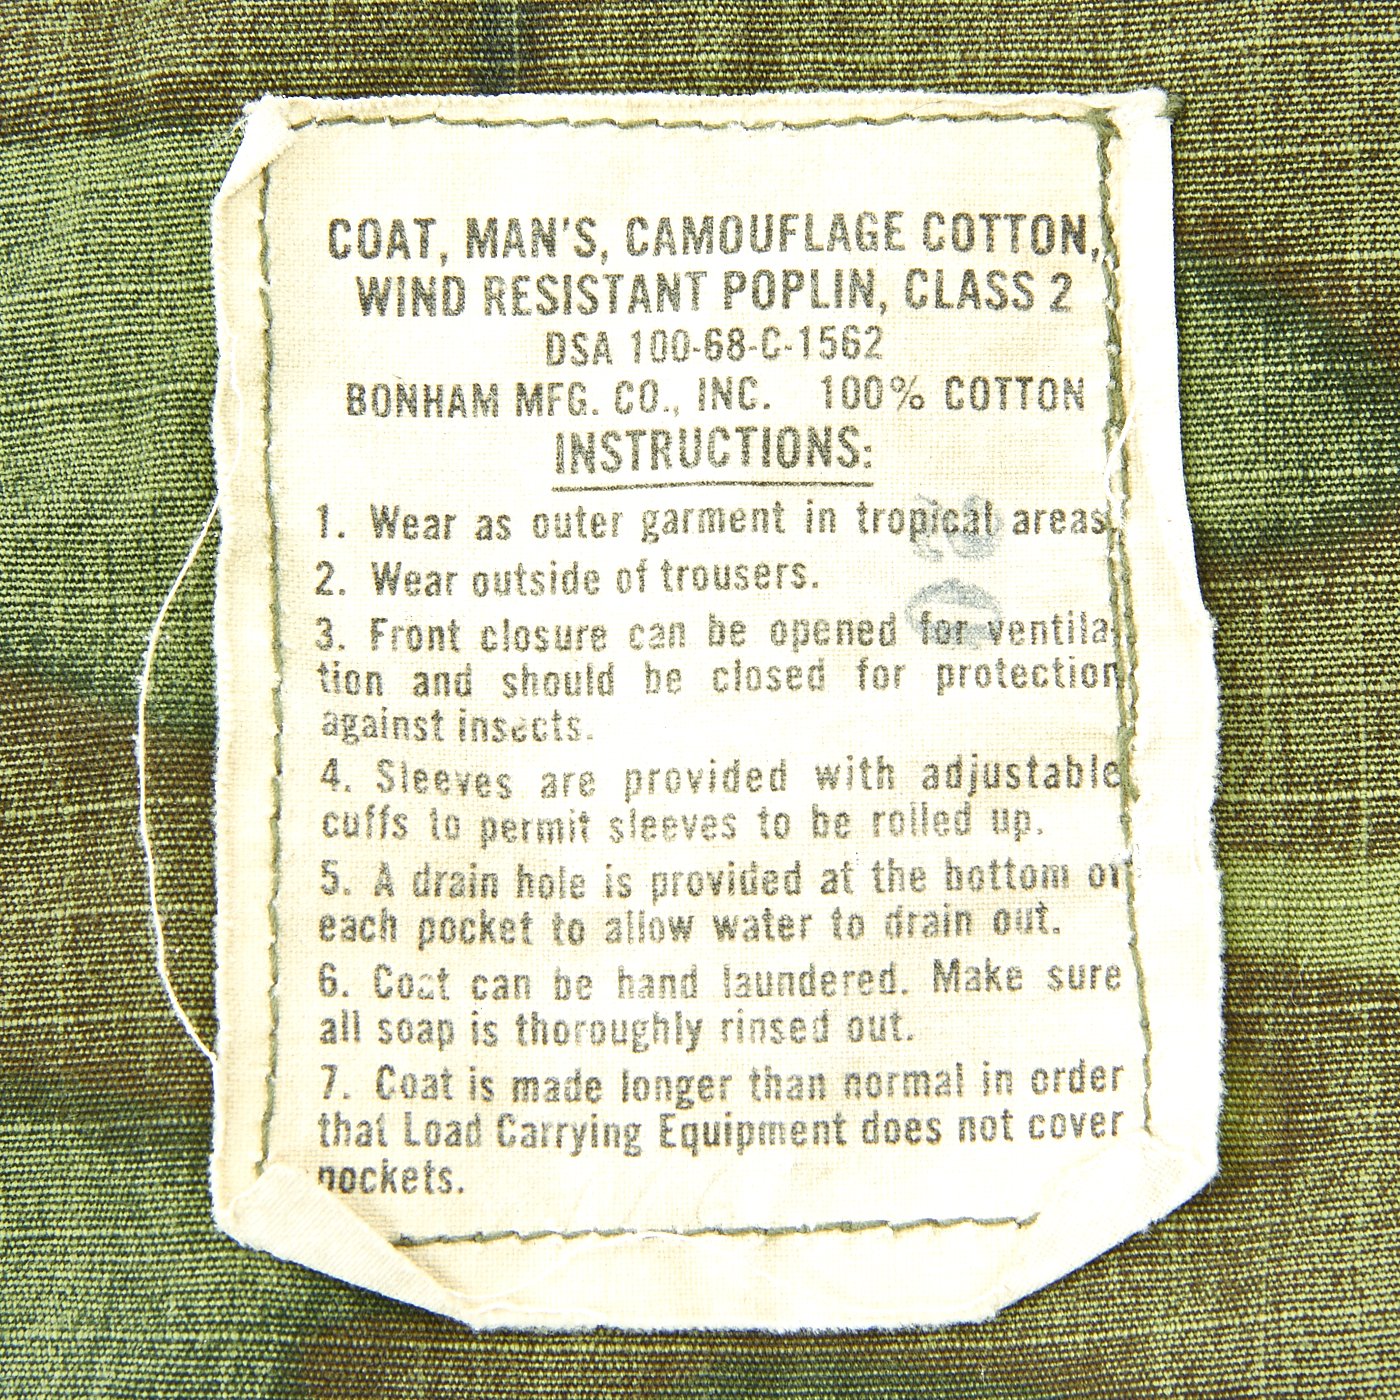 COAT, MAN'S, CAMOUFLAGE COTTON,
WIND RESISTANT POPLIN, CLASS 2
DSA 100-68-C-1562
BONHAM MFG. CO., INC. 100% COTTON
INSTRUCTIONS:
1. Wear as outer garment in tropical areas.
2. Wear outside of trousers.
3. Front closure can be opened for ventila-
tion and should be closed for protection
against insects.
4. Sleeves are provided with adjustable
cuffs to permit sleeves to be rolled up.
5. A drain hole is provided at the bottom of
each pocket to allow water to drain out.
6. Coat can be hand laundered. Make sure
all soap is thoroughly rinsed out.
7. Coat is made longer than normal in order
that Load Carrying Equipment does not cover
pockets.